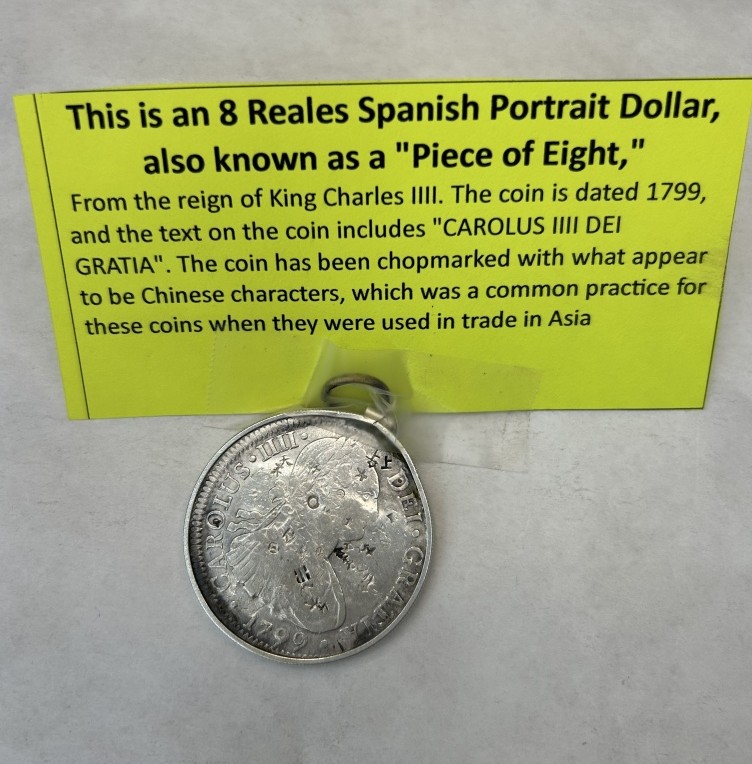 This is an 8 Reales Spanish Portrait Dollar,
also known as a "Piece of Eight,"
From the reign of King Charles IIII. The coin is dated 1799,
and the text on the coin includes "CAROLUS IIII DEI
GRATIA". The coin has been chopmarked with what appear
to be Chinese characters, which was a common practice for
these coins when they were used in trade in Asia
CAROLUS·IIII· DEI·GRATIA
1799